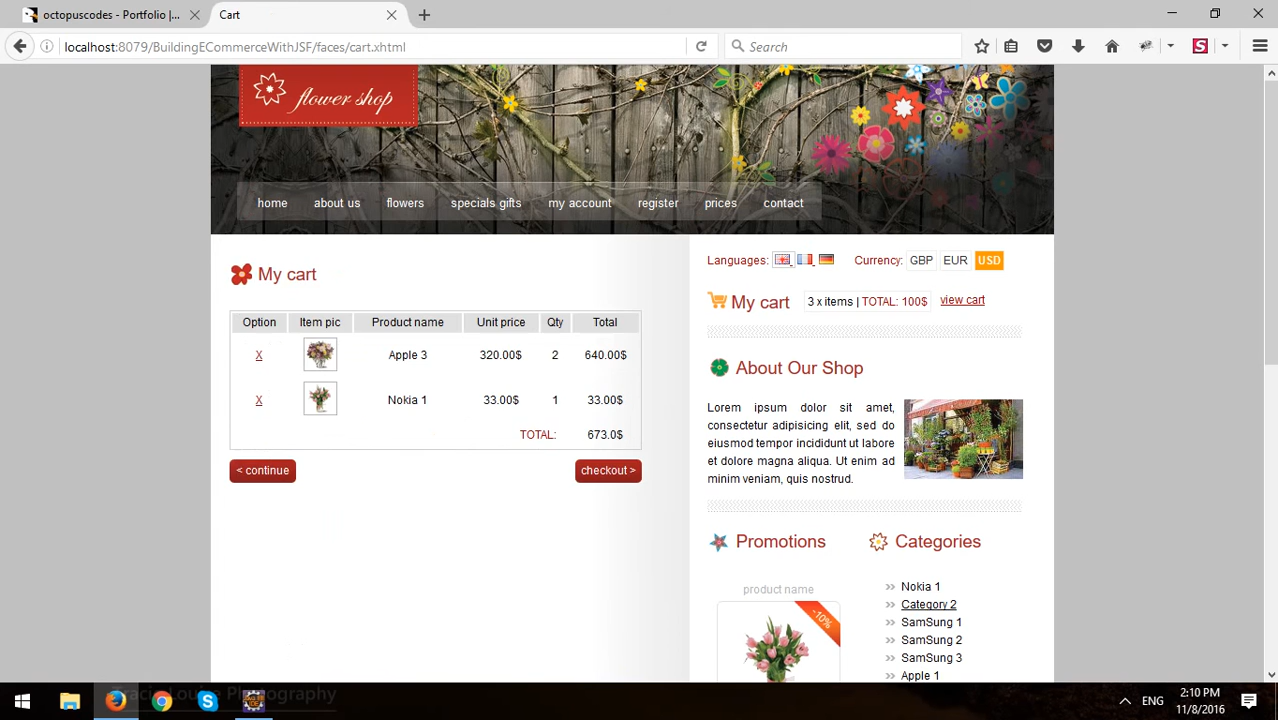 octopuscodes - Portfolio |...
Cart
localhost:8079/BuildingECommerceWithJSF/faces/cart.xhtml
Search
S
flower shop
home about us flowers specials gifts my account register prices contact
My cart
Option Item pic Product name Unit price Qty Total
X Apple 3 320.00$ 2 640.00$
X Nokia 1 33.00$ 1 33.00$
TOTAL: 673.0$
< continue checkout >
Languages: Currency: GBP EUR USD
My cart 3 x items | TOTAL: 100$ view cart
About Our Shop
Lorem ipsum dolor sit amet,
consectetur adipisicing elit, sed do
eiusmod tempor incididunt ut labore
et dolore magna aliqua. Ut enim ad
minim veniam, quis nostrud.
Promotions
product name
-10%
Categories
Nokia 1
Category 2
SamSung 1
SamSung 2
SamSung 3
Apple 1
Photography
ENG
2:10 PM
11/8/2016